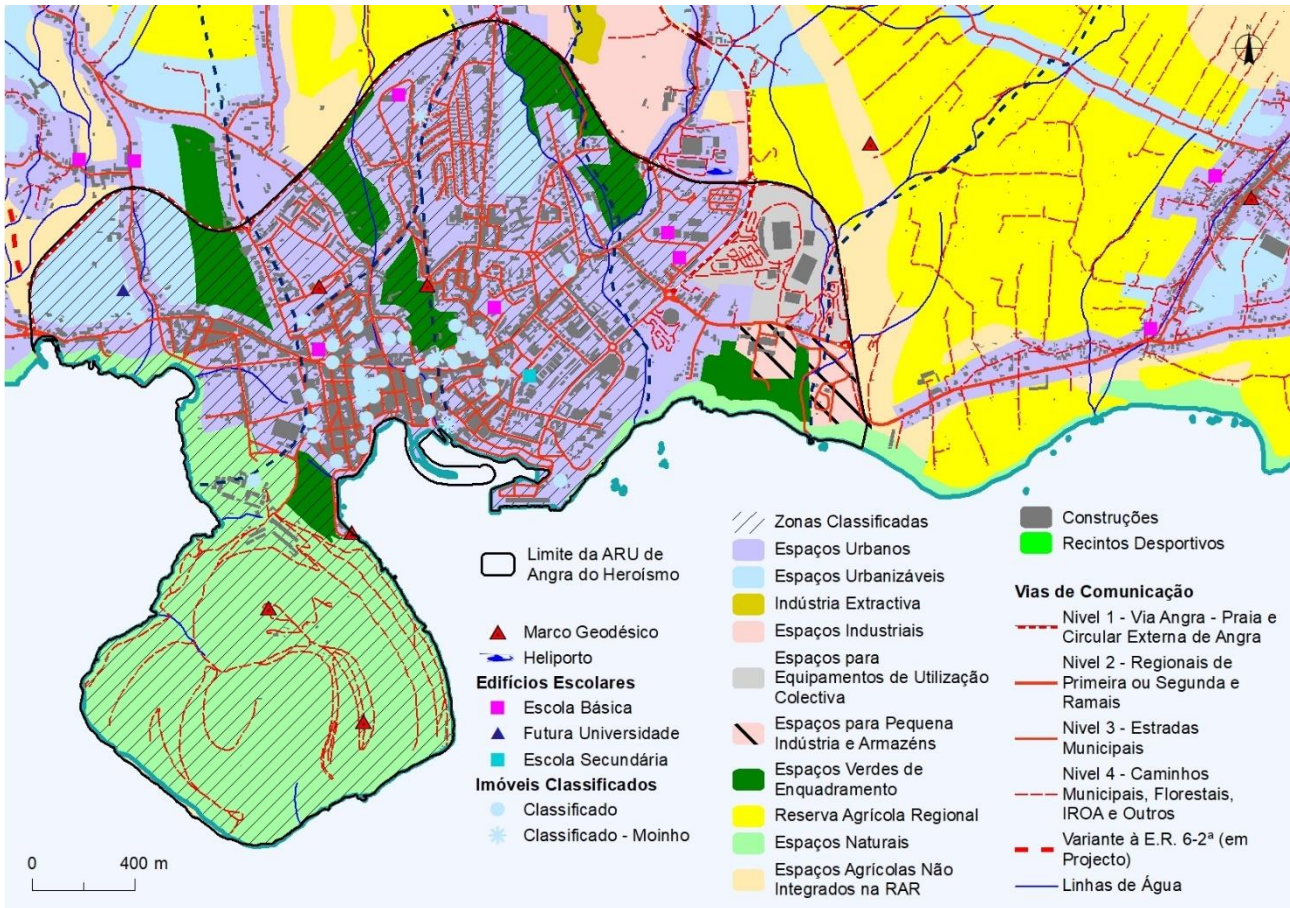 N
Limite da ARU de
Angra do Heroísmo
Marco Geodésico
Heliporto
Edifícios Escolares
Escola Básica
Futura Universidade
Escola Secundária
Imóveis Classificados
Classificado
Classificado - Moinho
0 400 m
Zonas Classificadas
Espaços Urbanos
Espaços Urbanizáveis
Indústria Extractiva
Espaços Industriais
Espaços para
Equipamentos de Utilização
Colectiva
Espaços para Pequena
Indústria e Armazéns
Espaços Verdes de
Enquadramento
Reserva Agrícola Regional
Espaços Naturais
Espaços Agrícolas Não
Integrados na RAR
Construções
Recintos Desportivos
Vias de Comunicação
Nivel 1 - Via Angra - Praia e
Circular Externa de Angra
Nivel 2 - Regionais de
Primeira ou Segunda e
Ramais
Nivel 3 - Estradas
Municipais
Nivel 4 - Caminhos
Municipais, Florestais,
IROA e Outros
Variante à E.R. 6-2ª (em
Projecto)
Linhas de Água